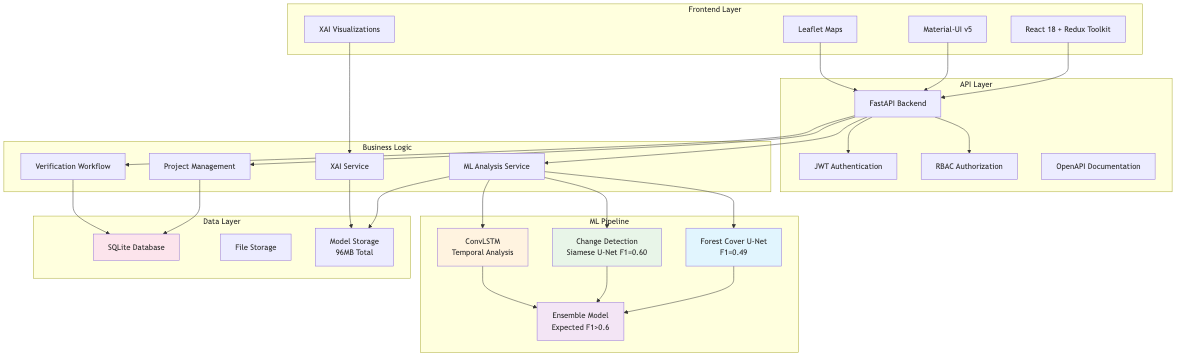 Frontend Layer
XAI Visualizations
Leaflet Maps
Material-UI v5
React 18 + Redux Toolkit
API Layer
FastAPI Backend
JWT Authentication
RBAC Authorization
OpenAPI Documentation
Business Logic
Verification Workflow
Project Management
XAI Service
ML Analysis Service
Data Layer
SQLite Database
File Storage
Model Storage
96MB Total
ML Pipeline
ConvLSTM
Temporal Analysis
Change Detection
Siamese U-Net F1=0.60
Forest Cover U-Net
F1=0.49
Ensemble Model
Expected F1>0.6